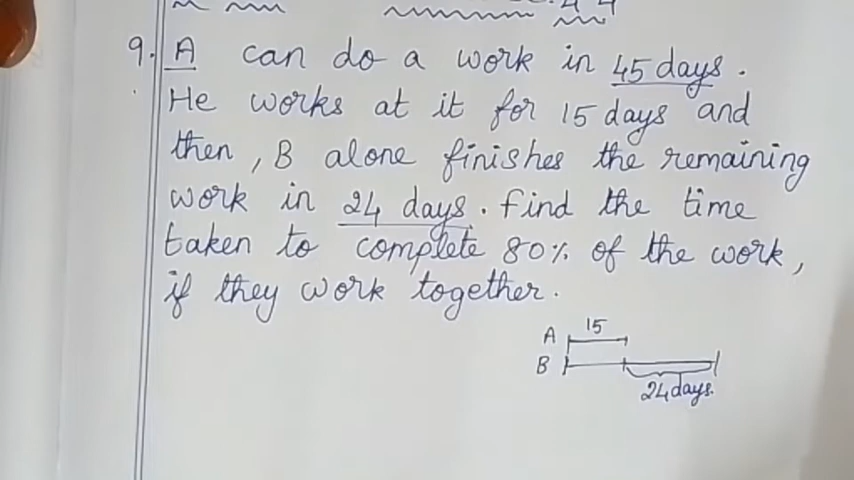 9. A can do a work in 45 days.
He works at it for 15 days and
then, B alone finishes the remaining
work in 24 days. Find the time
taken to complete 80% of the work,
if they work together.
A 15
B
24 days.